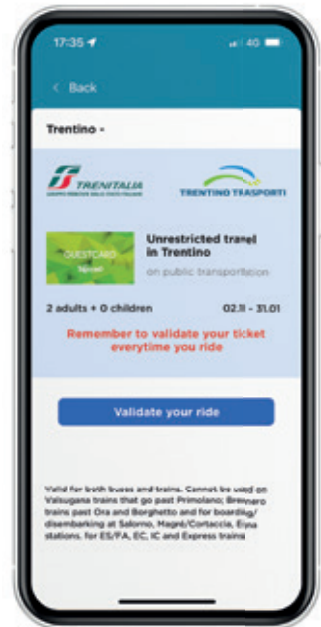 17:35
4G
< Back
Trentino -
TRENITALIA
TRENTINO TRASPORTI
GUESTCARD
Unrestricted travel
in Trentino
on public transportation
2 adults + 0 children
02.11 - 31.01
Remember to validate your ticket
everytime you ride
Validate your ride
Valid for both buses and trains. Cannot be used on
Valsugana trains that go past Primolano; Brennero
trains past Ora and Borghetto and for boarding/
disembarking at Salorno, Magré/Cortaccia, Egna
stations. for ES/FA, EC, IC and Express trains